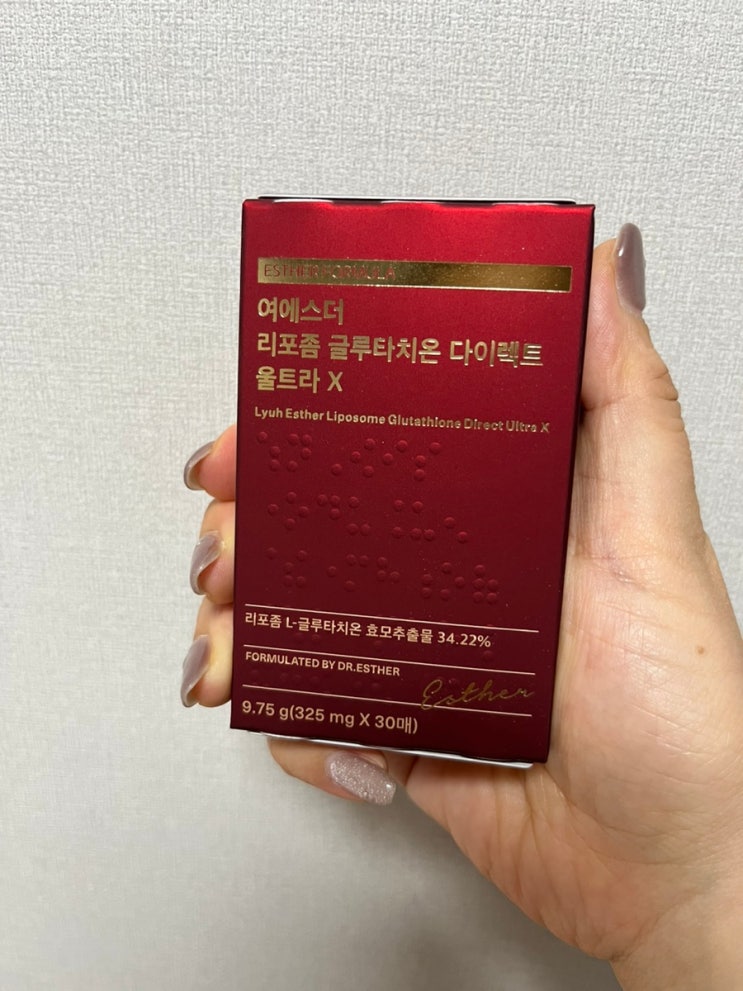 ESTHER FORMULA
여에스더
리포좀 글루타치온 다이렉트
울트라 X
Lyuh Esther Liposome Glutathione Direct Ultra X
리포좀 L-글루타치온 효모추출물 34.22%
FORMULATED BY DR.ESTHER
Esther
9.75 g(325 mg X 30매)